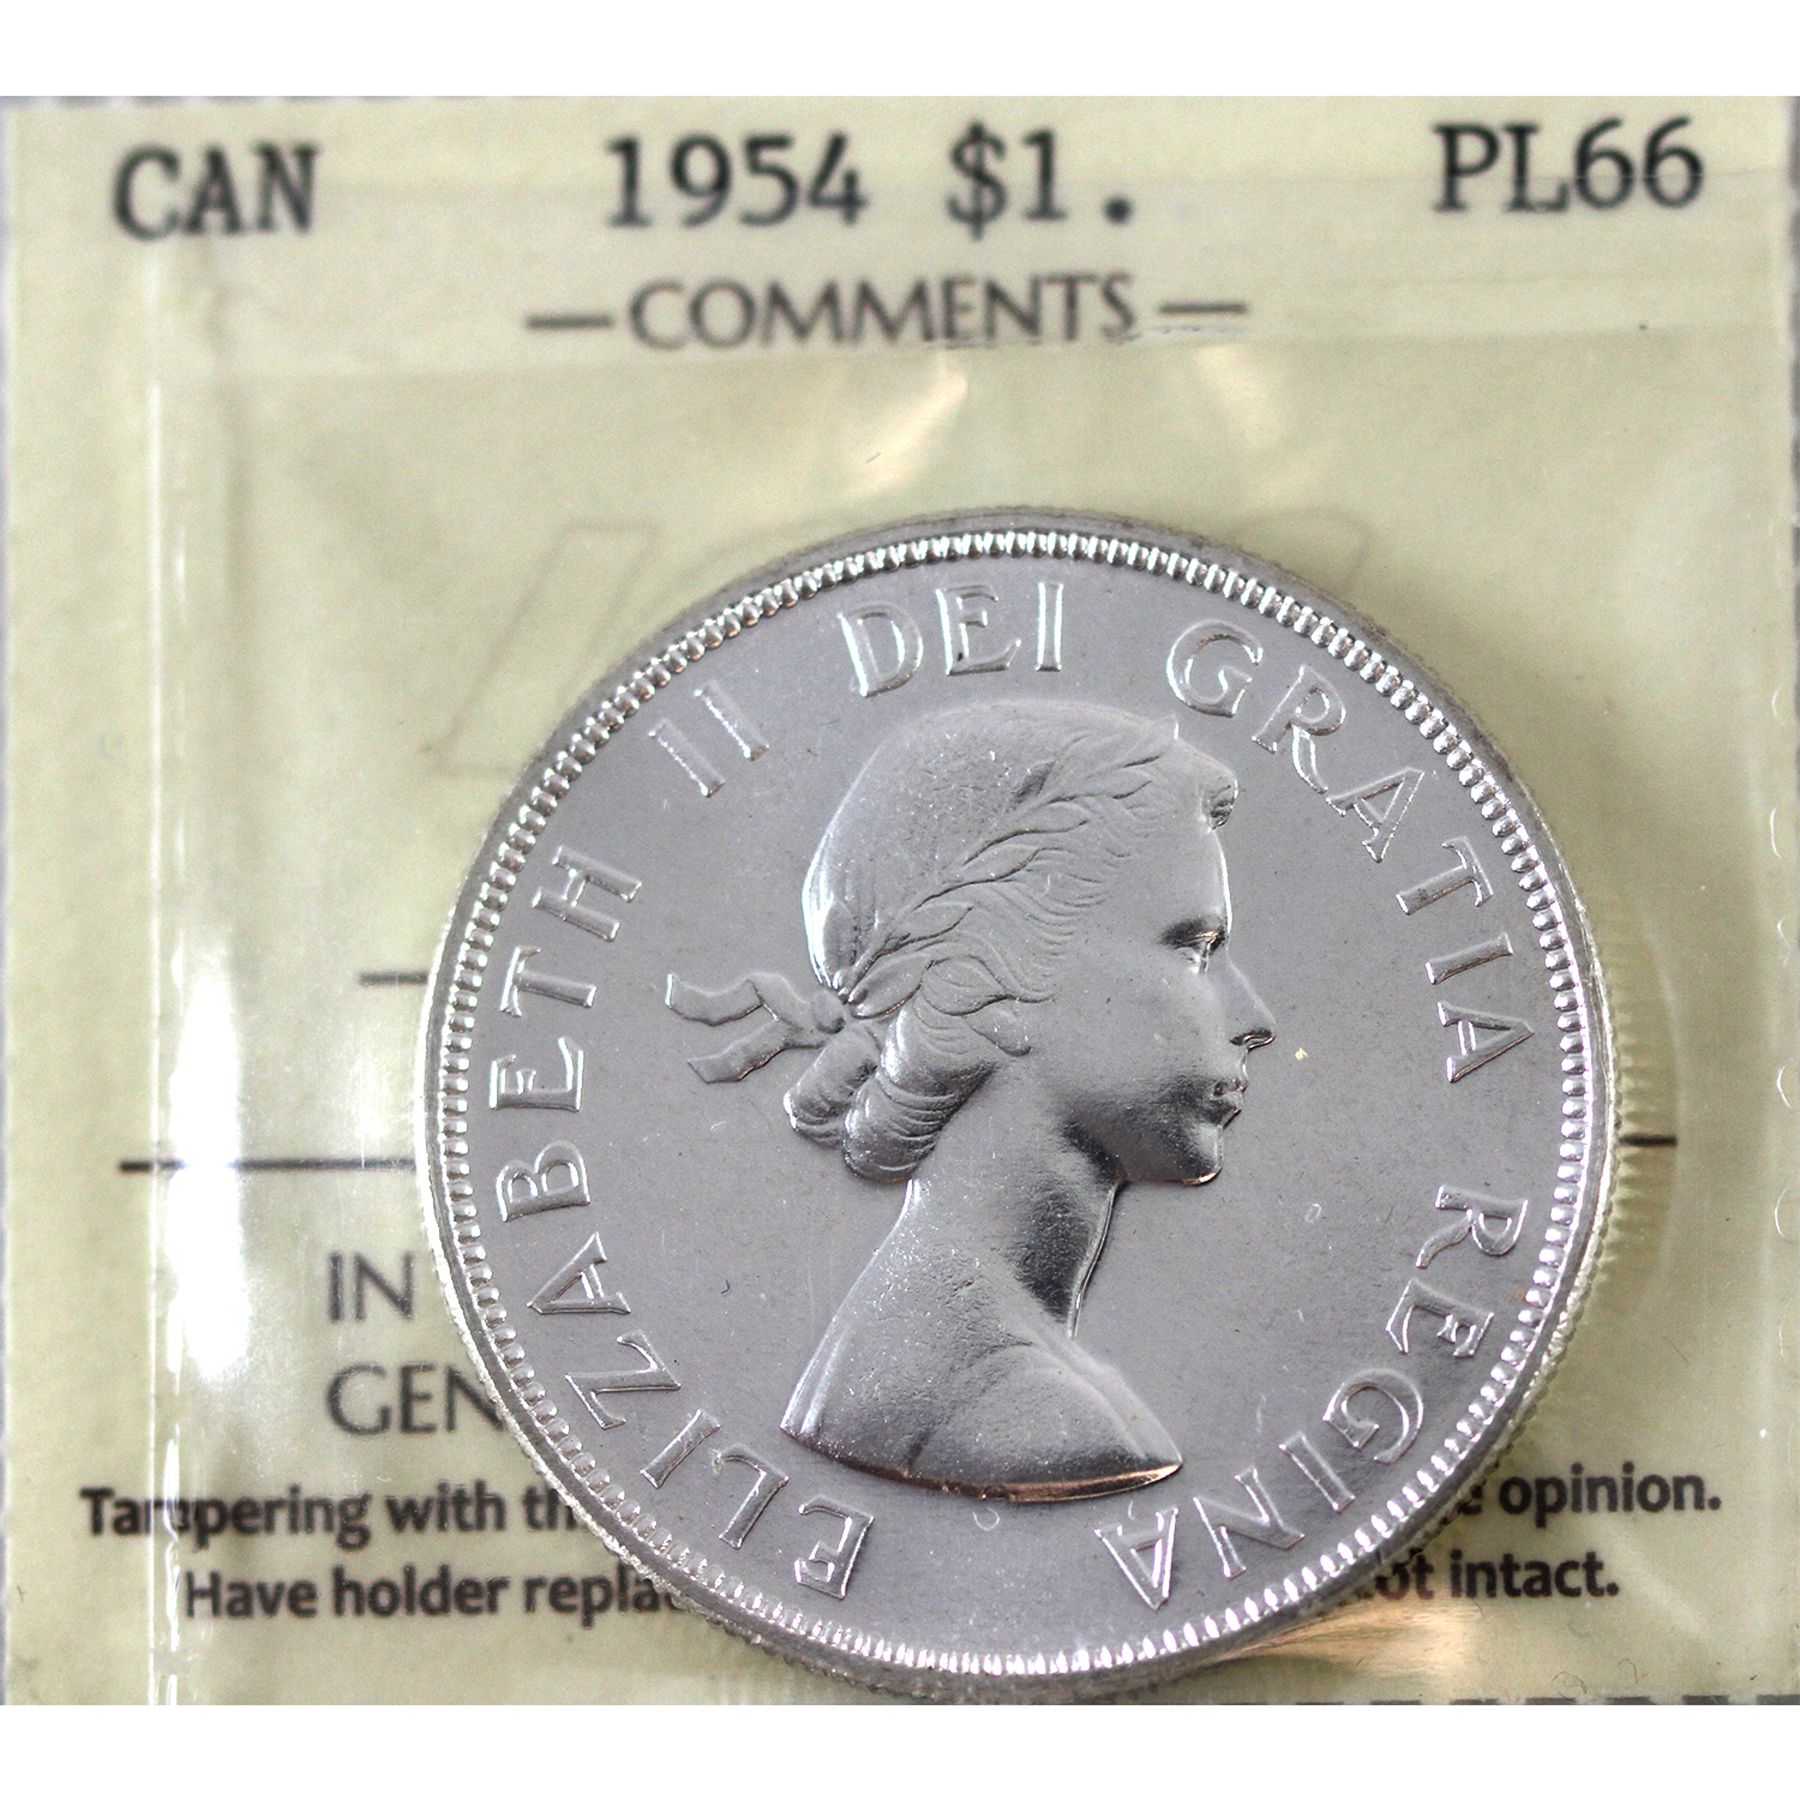 CAN 1954 $1. PL66
—COMMENTS—
ELIZABETH II DEI GRATIA REGINA
IN
GEN
Tampering with th opinion.
Have holder repla ot intact.